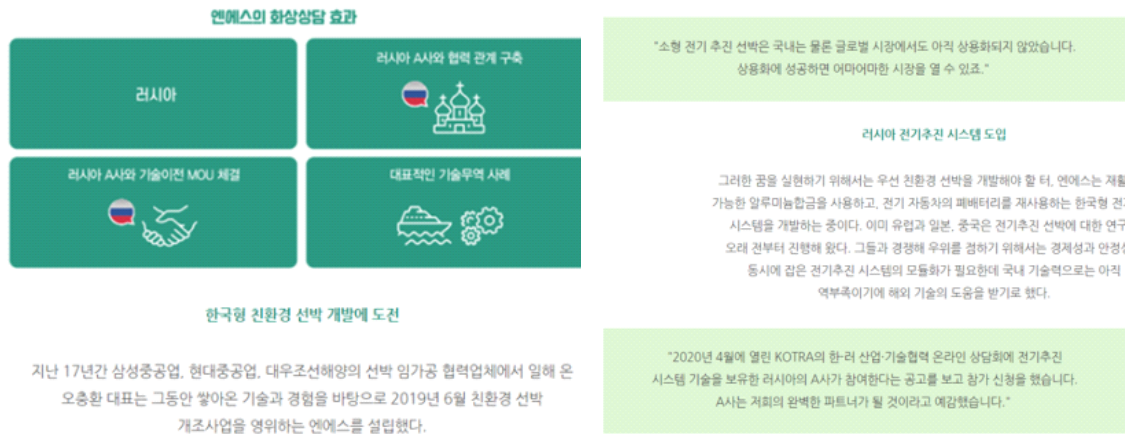 엔에스의 화상상담 효과
러시아
러시아 A사와 협력 관계 구축
러시아 A사와 기술이전 MOU 체결
대표적인 기술무역 사례
한국형 친환경 선박 개발에 도전
지난 17년간 삼성중공업, 현대중공업, 대우조선해양의 선박 임가공 협력업체에서 일해 온
오충환 대표는 그동안 쌓아온 기술과 경험을 바탕으로 2019년 6월 친환경 선박
개조사업을 영위하는 엔에스를 설립했다.
"소형 전기 추진 선박은 국내는 물론 글로벌 시장에서도 아직 상용화되지 않았습니다.
상용화에 성공하면 어마어마한 시장을 열 수 있죠."
러시아 전기추진 시스템 도입
그러한 꿈을 실현하기 위해서는 우선 친환경 선박을 개발해야 할 터, 엔에스는 재활
가능한 알루미늄합금을 사용하고, 전기 자동차의 폐배터리를 재사용하는 한국형
시스템을 개발하는 중이다. 이미 유럽과 일본, 중국은 전기추진 선박에 대한 연구
오래 전부터 진행해 왔다. 그들과 경쟁해 우위를 점하기 위해서는 경제성과
동시에 잡은 전기추진 시스템의 모듈화가 필요한데 국내 기술력으로는 아직
역부족이기에 해외 기술의 도움을 받기로 했다.
"2020년 4월에 열린 KOTRA의 한-러 산업·기술협력 온라인 상담회에 전기추진
시스템 기술을 보유한 러시아의 A사가 참여한다는 공고를 보고 참가 신청을 했습니다.
A사는 저희의 완벽한 파트너가 될 것이라고 예감했습니다."